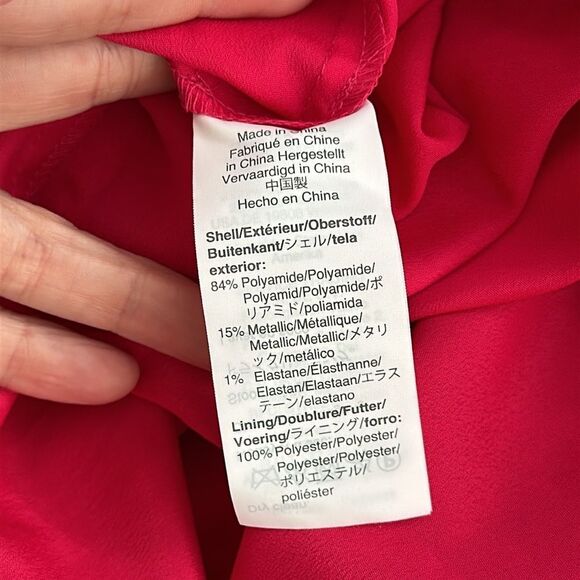 Made in China
Fabriqué en Chine
in China Hergestellt
Vervaardigd in China
中国製
Hecho en China
Shell/Extérieur/Oberstoff/
Buitenkant/シェル/tela
exterior:
84% Polyamide/Polyamide/
Polyamid/Polyamide/ポ
リアミド/poliamida
15% Metallic/Métallique/
Metallic/Metallic/メタリ
ック/metálico
1% Elastane/Élasthanne/
Elastan/Elastaan/エラス
テーン/elastano
Lining/Doublure/Futter/
Voering/ライニング/forro:
100% Polyester/Polyester/
Polyester/Polyester/
ポリエステル/
poliéster
Dry clean